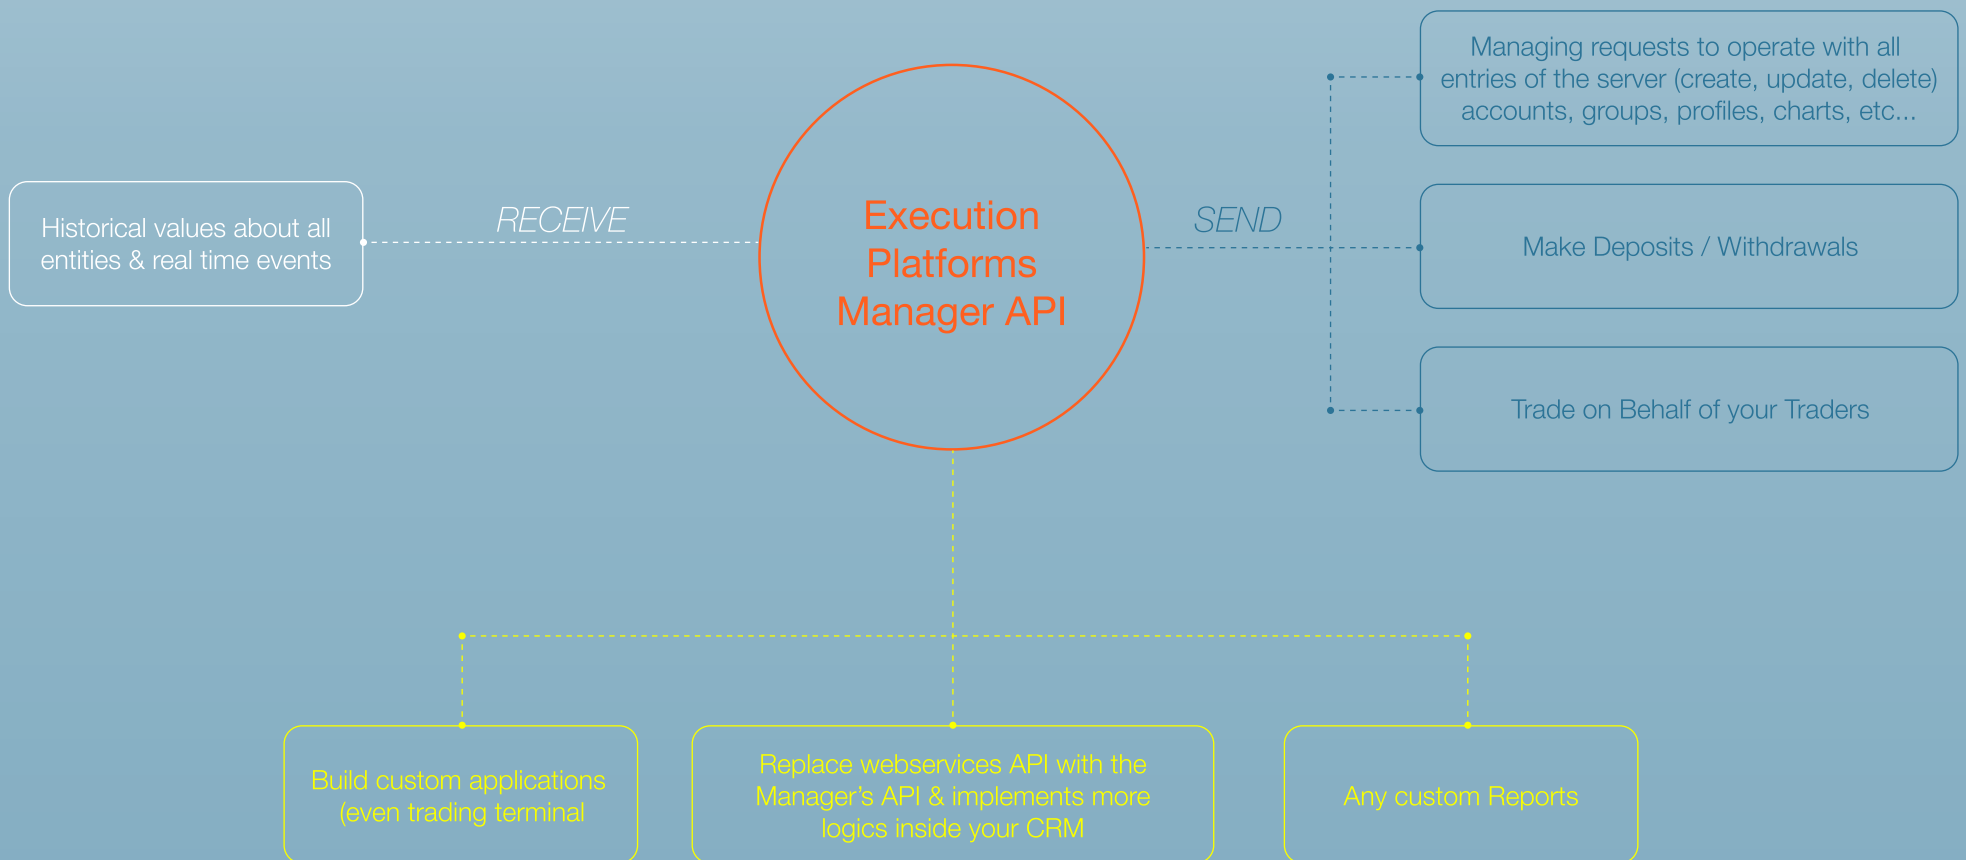 Historical values about all
entities & real time events
RECEIVE
Execution
Platforms
Manager API
SEND
Managing requests to operate with all
entries of the server (create, update, delete)
accounts, groups, profiles, charts, etc...
Make Deposits / Withdrawals
Trade on Behalf of your Traders
Build custom applications
(even trading terminal
Replace webservices API with the
Manager’s API & implements more
logics inside your CRM
Any custom Reports